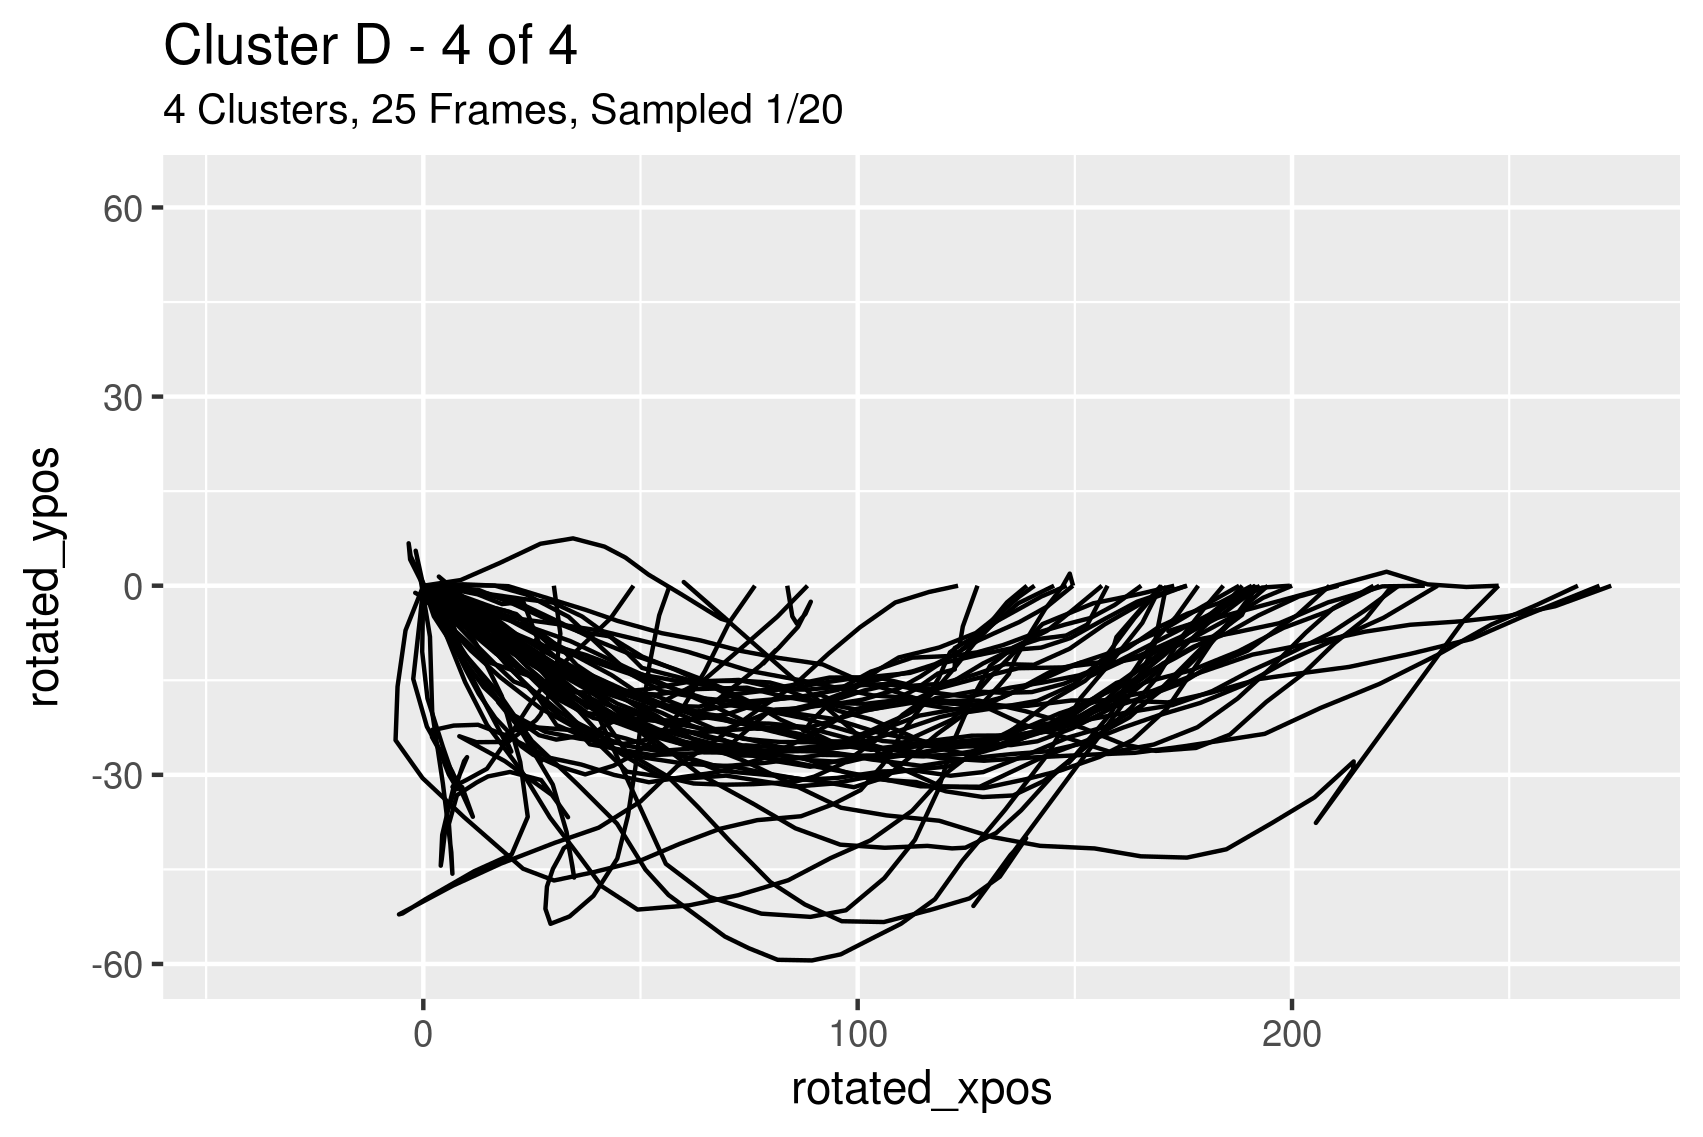 Cluster D - 4 of 4
4 Clusters, 25 Frames, Sampled 1/20
60
30
0
-30
-60
rotated_ypos
0 100 200
rotated_xpos